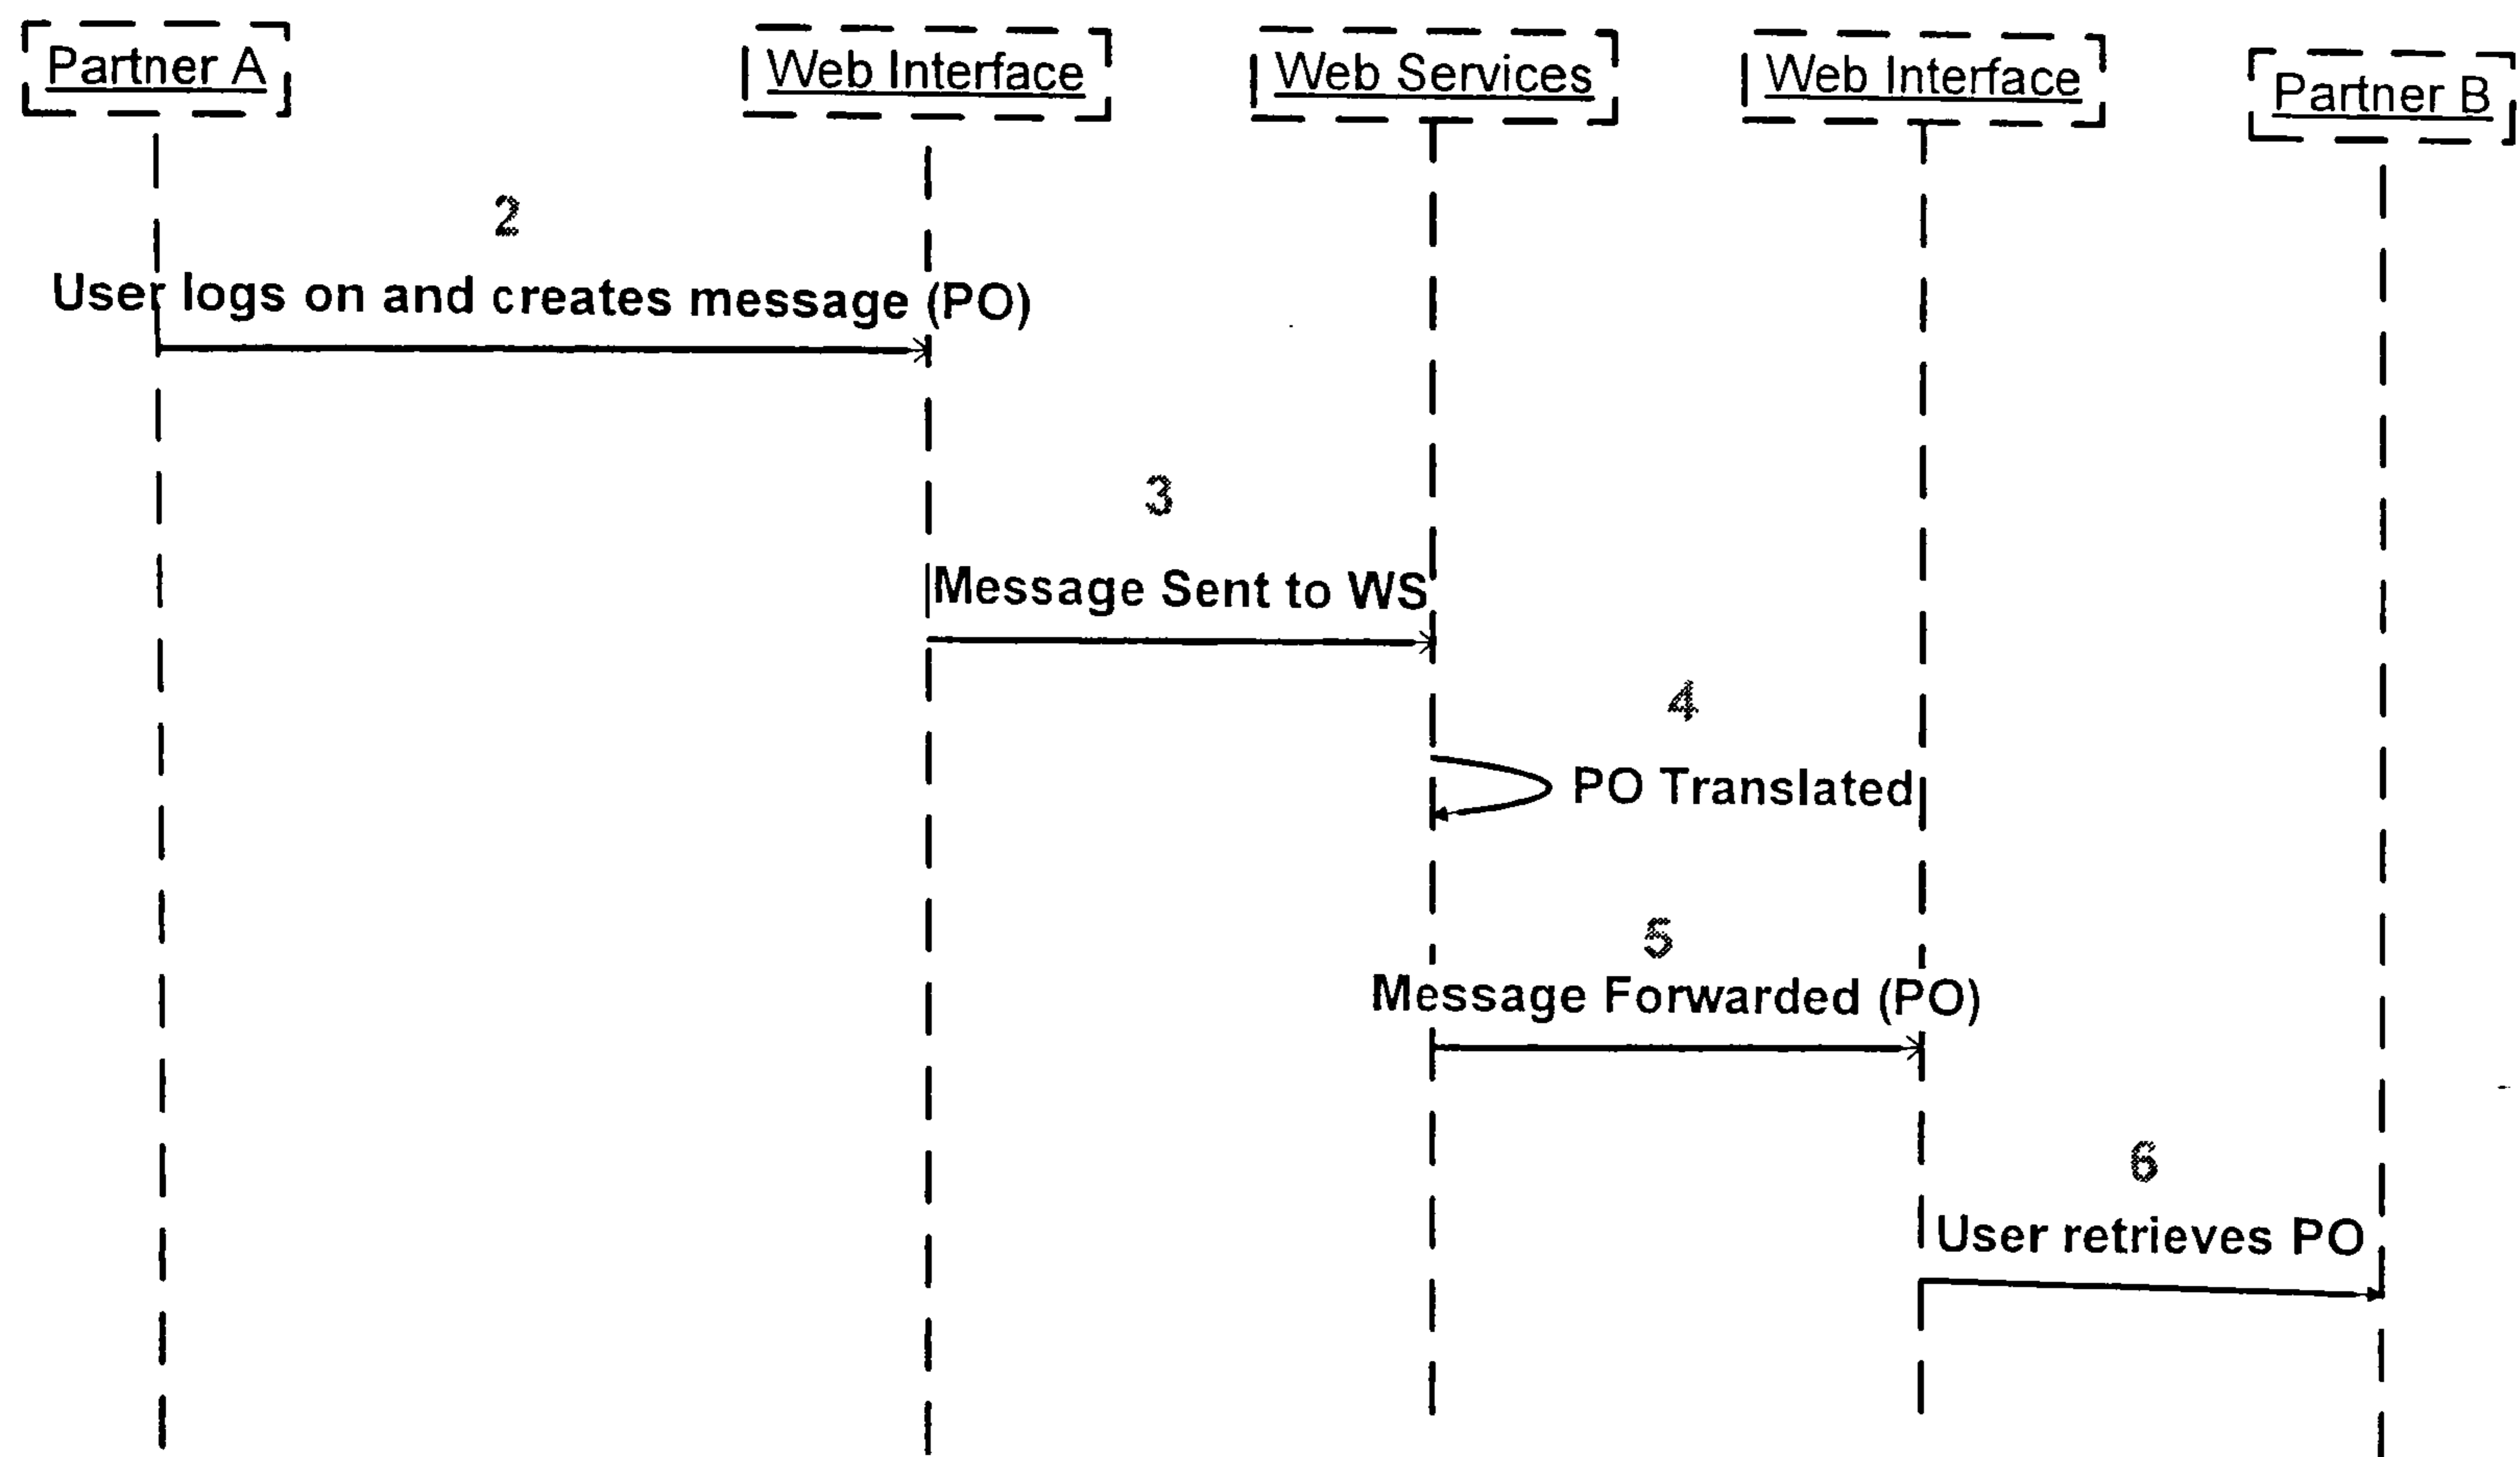 Partner A
Web Interface
Web Services
Web Interface
Partner B
2
User logs on and creates message (PO)
3
Message Sent to WS
4
PO Translated
5
Message Forwarded (PO)
6
User retrieves PO